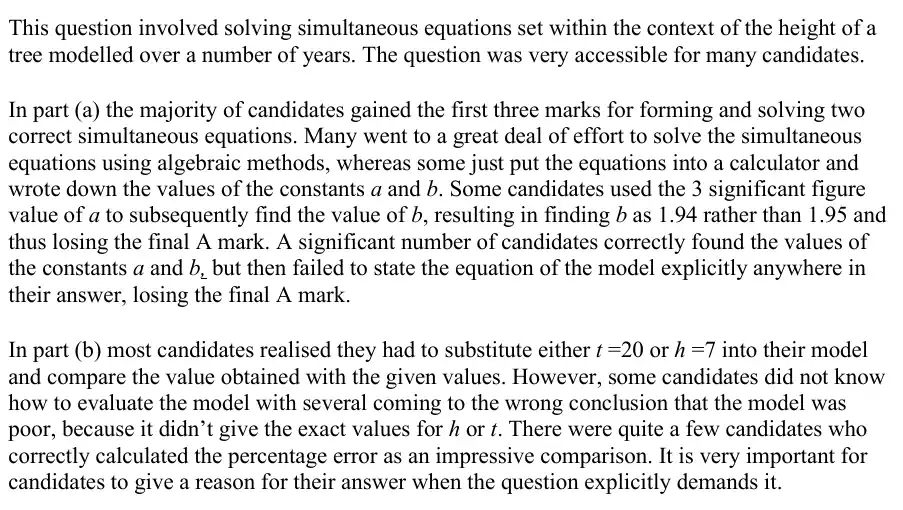 This question involved solving simultaneous equations set within the context of the height of a
tree modelled over a number of years. The question was very accessible for many candidates.
In part (a) the majority of candidates gained the first three marks for forming and solving two
correct simultaneous equations. Many went to a great deal of effort to solve the simultaneous
equations using algebraic methods, whereas some just put the equations into a calculator and
wrote down the values of the constants a and b. Some candidates used the 3 significant figure
value of a to subsequently find the value of b, resulting in finding b as 1.94 rather than 1.95 and
thus losing the final A mark. A significant number of candidates correctly found the values of
the constants a and b, but then failed to state the equation of the model explicitly anywhere in
their answer, losing the final A mark.
In part (b) most candidates realised they had to substitute either t =20 or h =7 into their model
and compare the value obtained with the given values. However, some candidates did not know
how to evaluate the model with several coming to the wrong conclusion that the model was
poor, because it didn’t give the exact values for h or t. There were quite a few candidates who
correctly calculated the percentage error as an impressive comparison. It is very important for
candidates to give a reason for their answer when the question explicitly demands it.